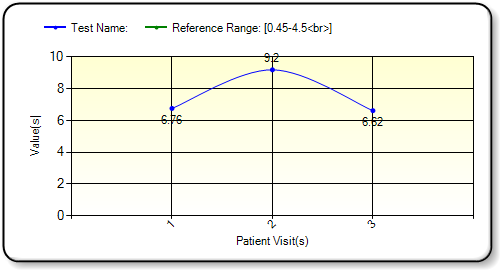 Test Name: Reference Range: [0.45-4.5<br>]
10
9.2
8
6.76
6.62
6
4
2
0
Value(s)
1 2 3
Patient Visit(s)